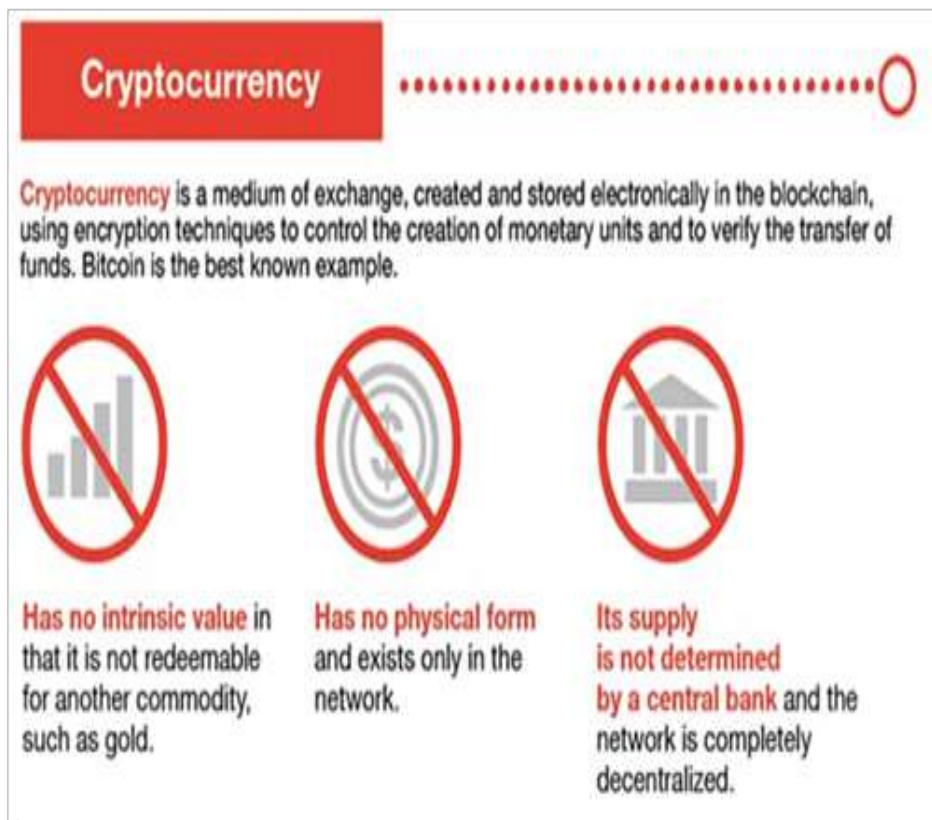 Cryptocurrency
Cryptocurrency is a medium of exchange, created and stored electronically in the blockchain,
using encryption techniques to control the creation of monetary units and to verify the transfer of
funds. Bitcoin is the best known example.
$
Has no intrinsic value in
that it is not redeemable
for another commodity,
such as gold.
Has no physical form
and exists only in the
network.
Its supply
is not determined
by a central bank and the
network is completely
decentralized.